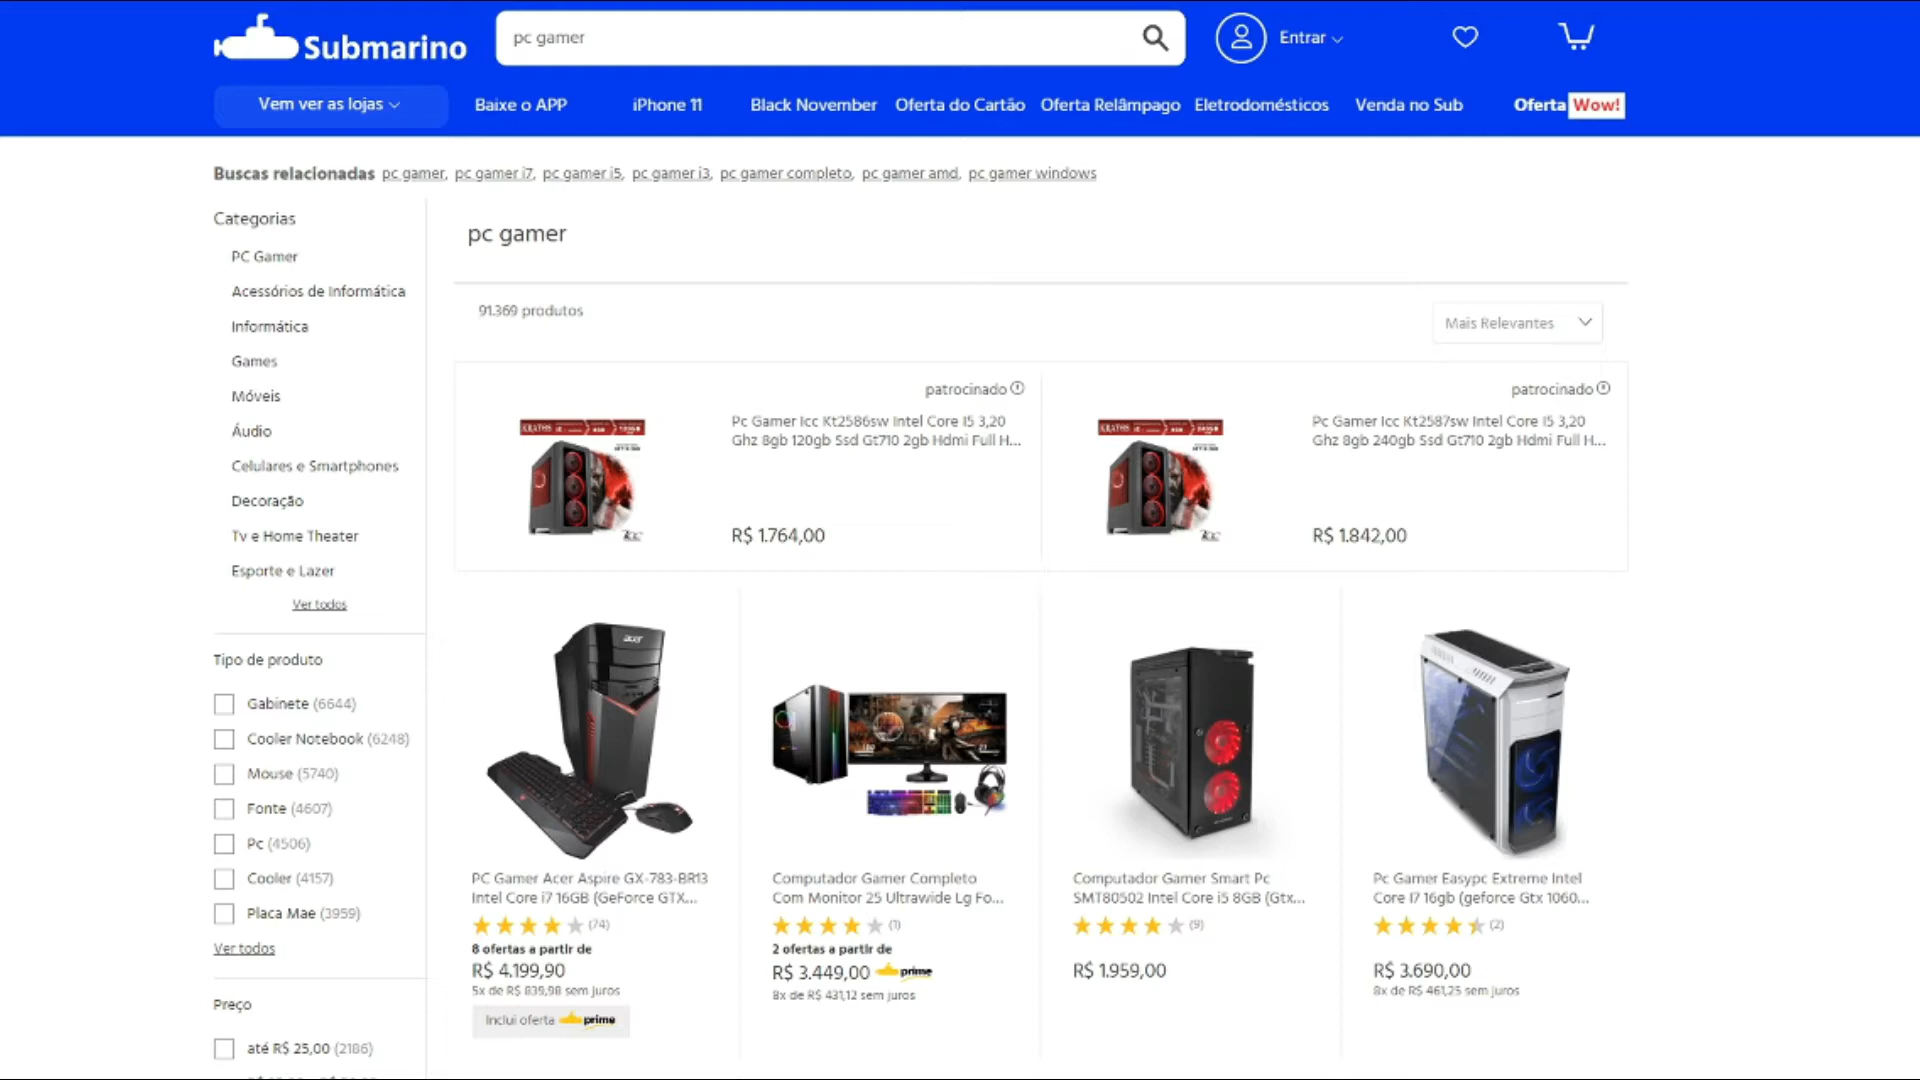 Submarino
pc gamer
Entrar
Vem ver as lojas
Baixe o APP
iPhone 11
Black November
Oferta do Cartão
Oferta Relâmpago
Eletrodomésticos
Venda no Sub
Oferta Wow!
Buscas relacionadas pc gamer, pc gamer i7, pc gamer i5, pc gamer i3, pc gamer completo, pc gamer amd, pc gamer windows
Categorias
PC Gamer
Acessórios de Informática
Informática
Games
Móveis
Áudio
Celulares e Smartphones
Decoração
Tv e Home Theater
Esporte e Lazer
Ver todos
Tipo de produto
Gabinete (6644)
Cooler Notebook (6248)
Mouse (5740)
Fonte (4607)
Pc (4506)
Cooler (4157)
Placa Mae (3959)
Ver todos
Preço
até R$ 25,00 (2186)
pc gamer
91.369 produtos
Mais Relevantes
patrocinado
Pc Gamer Icc Kt2586sw Intel Core I5 3,20
Ghz 8gb 120gb Ssd Gt710 2gb Hdmi Full H...
R$ 1.764,00
patrocinado
Pc Gamer Icc Kt2587sw Intel Core I5 3,20
Ghz 8gb 240gb Ssd Gt710 2gb Hdmi Full H...
R$ 1.842,00
acer
PC Gamer Acer Aspire GX-783-BR13
Intel Core i7 16GB (GeForce GTX...
(74)
8 ofertas a partir de
R$ 4.199,90
5x de R$ 839,98 sem juros
Inclui oferta prime
Computador Gamer Completo
Com Monitor 25 Ultrawide Lg Fo...
(1)
2 ofertas a partir de
R$ 3.449,00 prime
8x de R$ 431,12 sem juros
Computador Gamer Smart Pc
SMT80502 Intel Core i5 8GB (Gtx...
(9)
R$ 1.959,00
Pc Gamer Easypc Extreme Intel
Core I7 16gb (geforce Gtx 1060...
(2)
R$ 3.690,00
8x de R$ 461,25 sem juros